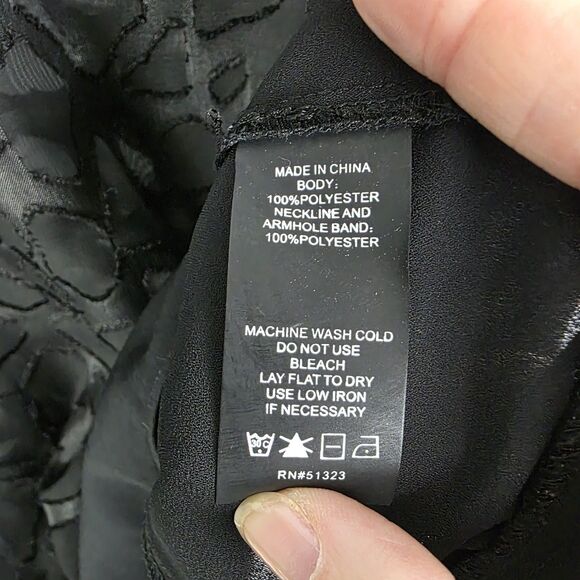 MADE IN CHINA
BODY:
100%POLYESTER
NECKLINE AND
ARMHOLE BAND:
100%POLYESTER
MACHINE WASH COLD
DO NOT USE
BLEACH
LAY FLAT TO DRY
USE LOW IRON
IF NECESSARY
30C
RN#51323